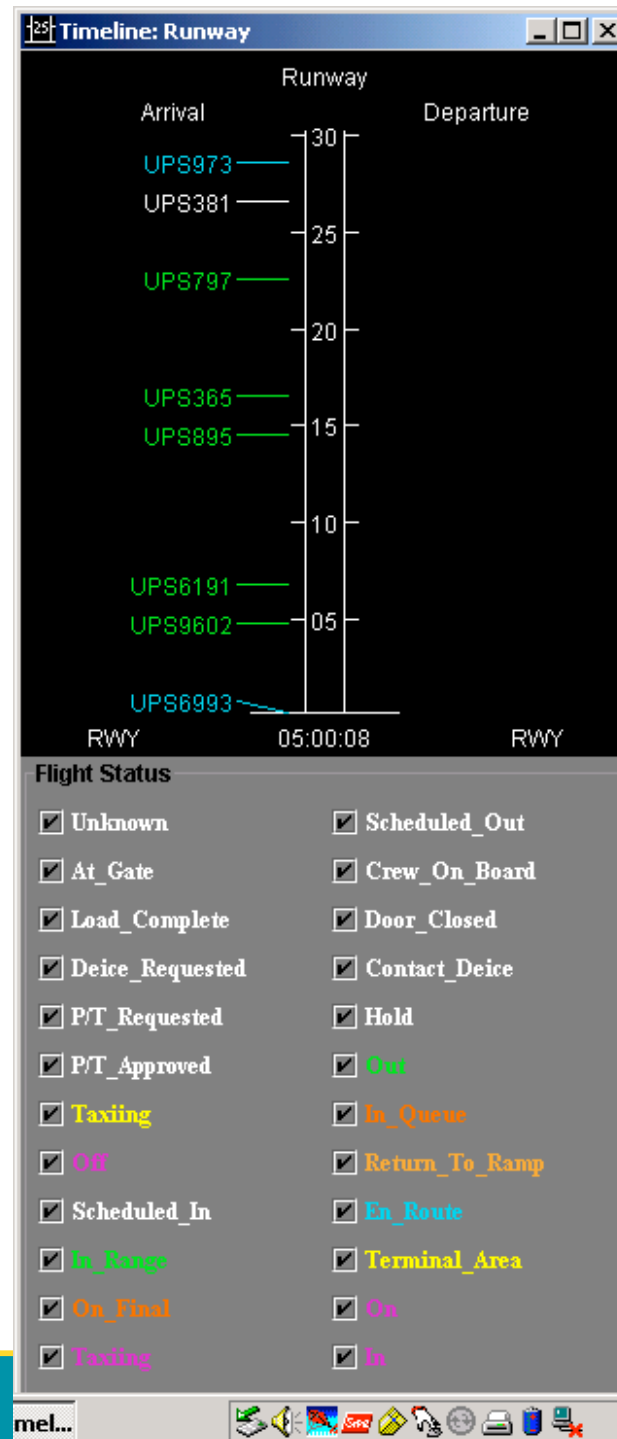 Timeline: Runway
Runway
Arrival Departure
30
UPS973
UPS381
25
UPS797
20
UPS365
15
UPS895
10
UPS6191
UPS9602 05
UPS6993
RWY 05:00:08 RWY
Flight Status
Unknown Scheduled_Out
At_Gate Crew_On_Board
Load_Complete Door_Closed
Deice_Requested Contact_Deice
P/T_Requested Hold
P/T_Approved Out
Taxiing In_Queue
Off Return_To_Ramp
Scheduled_In En_Route
In_Range Terminal_Area
On_Final On
Taxiing In
mel...